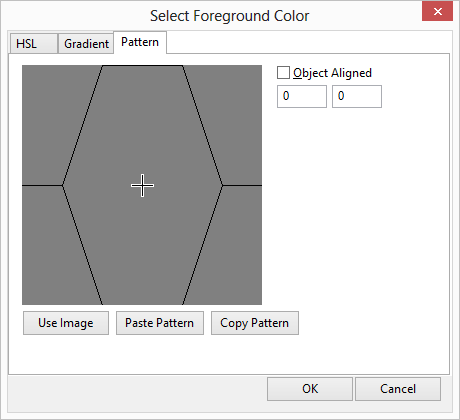 Select Foreground Color
HSL Gradient Pattern
Object Aligned
0 0
Use Image Paste Pattern Copy Pattern
OK Cancel